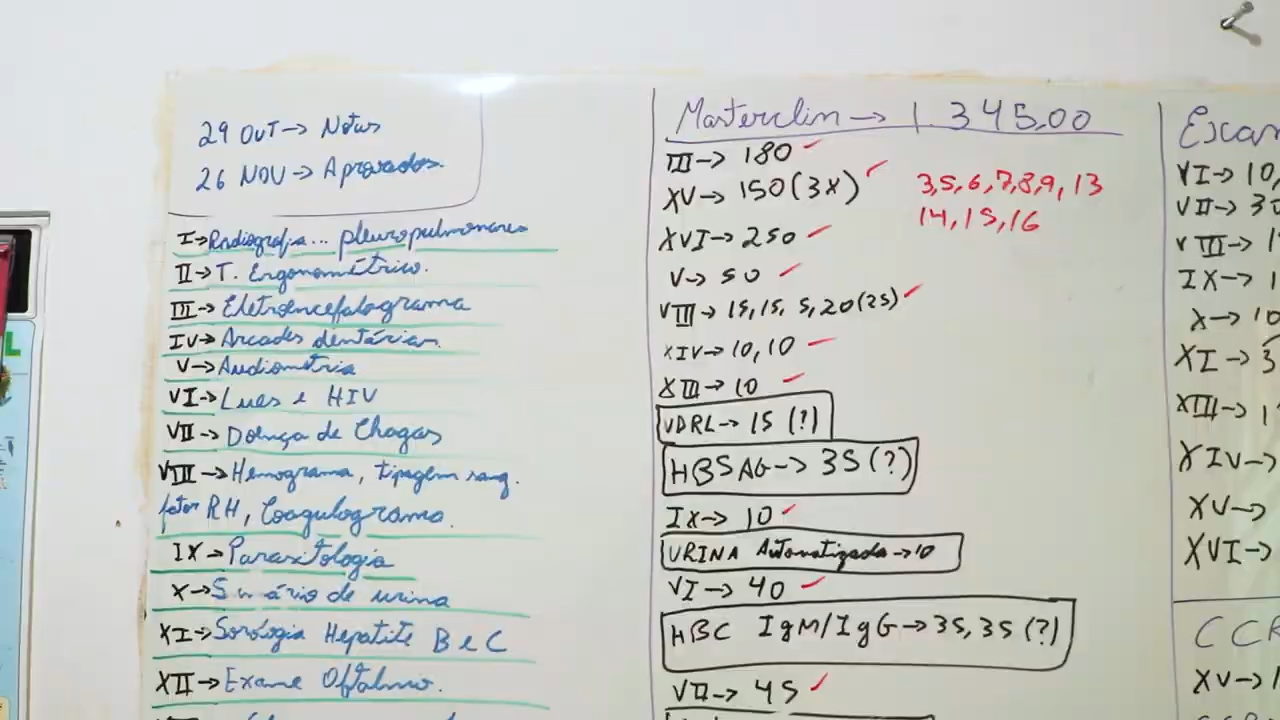 29 OUT→ Notas
26 NOV→ Aprovados.
I→Radiografia... pleuropulmonares
II→T. Ergonométrico.
III→Eletroencefalograma
IV→Arcades dentárias.
V→Audiometria
VI→Lues e HIV
VII→Doença de Chagas
VIII→Hemograma, tipagem sang.
fator RH, Coagulograma.
IX→Parasitologia
X→Sumário de urina
XI→Sorologia Hepatite B e C
XII→Exame Oftalmo.
Masterclin→ 1.345,00
III→ 180
XV→ 150 (3X)
XVI→ 250
V→ 50
VIII→ 15, 15, 5, 20 (25)
XIV→ 10, 10
XIII→ 10
VDRL→ 15 (?)
HBSAG→ 35 (?)
IX→ 10
URINA Automatizada→10
VI→ 40
HBC IgM/IgG→35, 35 (?)
VII→ 45
3,5,6,7,8,9,13
14,15,16
VI→ 10,
VII→ 30
VIII→ 1
IX→ 1
X→ 10
XI→ 3
XIII→ 1
XIV→
XV→
XVI→
XV→
L